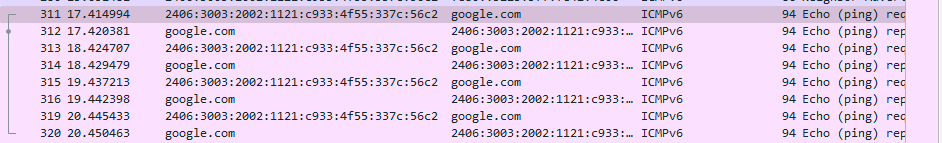 311 17.414994 2406:3003:2002:1121:c933:4f55:337c:56c2 google.com ICMPv6 94 Echo (ping) req
312 17.420381 google.com 2406:3003:2002:1121:c933:… ICMPv6 94 Echo (ping) rep
313 18.424707 2406:3003:2002:1121:c933:4f55:337c:56c2 google.com ICMPv6 94 Echo (ping) req
314 18.429479 google.com 2406:3003:2002:1121:c933:… ICMPv6 94 Echo (ping) rep
315 19.437213 2406:3003:2002:1121:c933:4f55:337c:56c2 google.com ICMPv6 94 Echo (ping) req
316 19.442398 google.com 2406:3003:2002:1121:c933:… ICMPv6 94 Echo (ping) rep
319 20.445433 2406:3003:2002:1121:c933:4f55:337c:56c2 google.com ICMPv6 94 Echo (ping) req
320 20.450463 google.com 2406:3003:2002:1121:c933:… ICMPv6 94 Echo (ping) rep